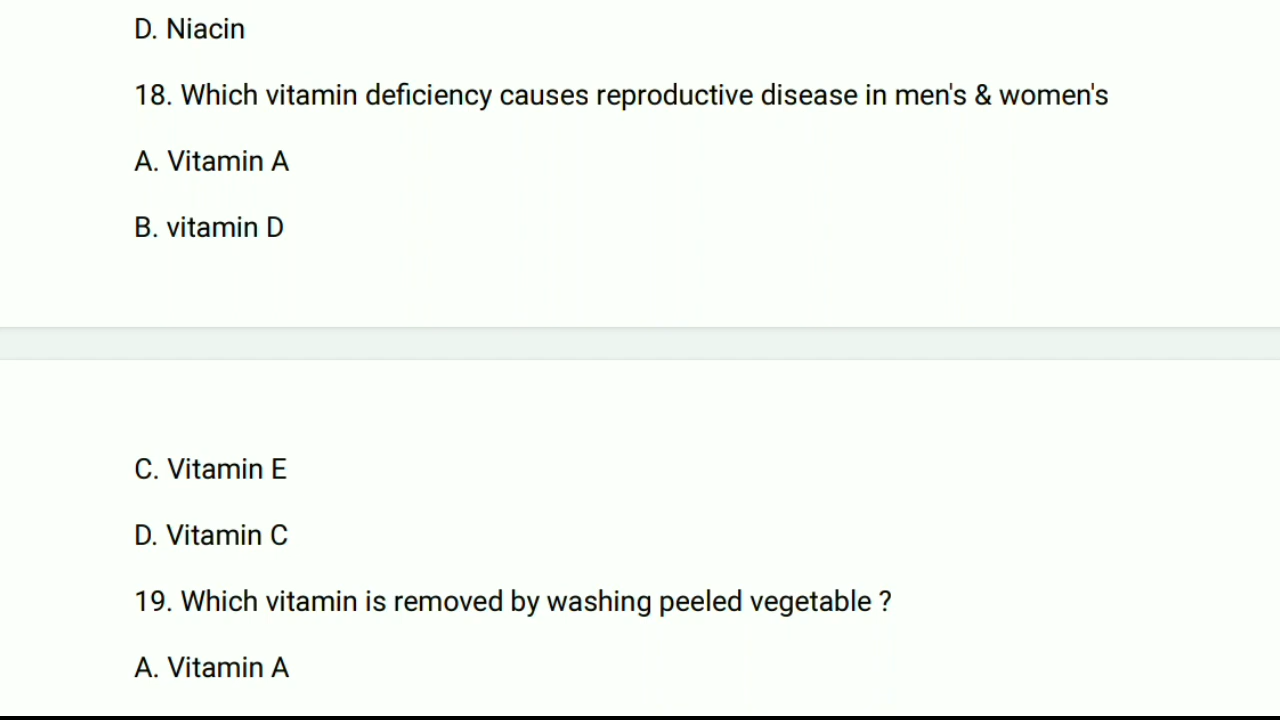 D. Niacin
18. Which vitamin deficiency causes reproductive disease in men's & women's
A. Vitamin A
B. vitamin D
C. Vitamin E
D. Vitamin C
19. Which vitamin is removed by washing peeled vegetable ?
A. Vitamin A